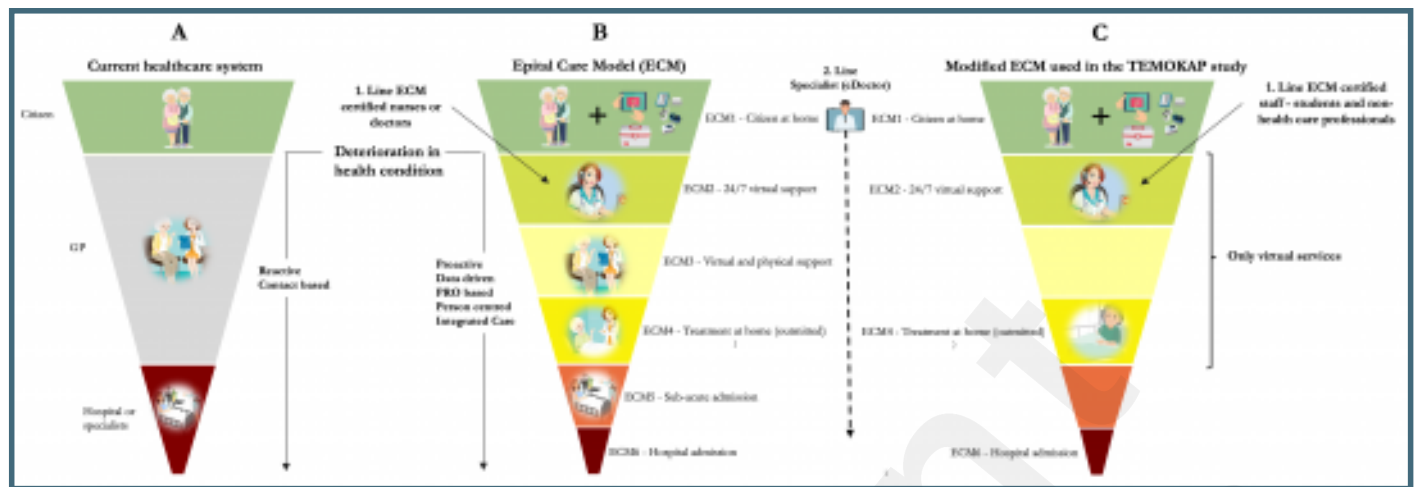 A
Current healthcare system
Citizen
GP
Hospital or
specialists
Reactive
Contact based
Deterioration in
health condition
B
Epital Care Model (ECM)
1. Line ECM
certified nurses or
doctors
Proactive
Data driven
PRO based
Person centred
Integrated Care
ECM1 - Citizen at home
ECM2 - 24/7 virtual support
ECM3 - Virtual and physical support
ECM4 - Treatment at home (outmitted)
ECM5 - Sub-acute admission
ECM6 - Hospital admission
2. Line
Specialist (eDoctor)
C
Modified ECM used in the TEMOKAP study
1. Line ECM certified
staff - students and non-
health care professionals
ECM1 - Citizen at home
ECM2 - 24/7 virtual support
ECM4 - Treatment at home (outmitted)
ECM6 - Hospital admission
Only virtual services